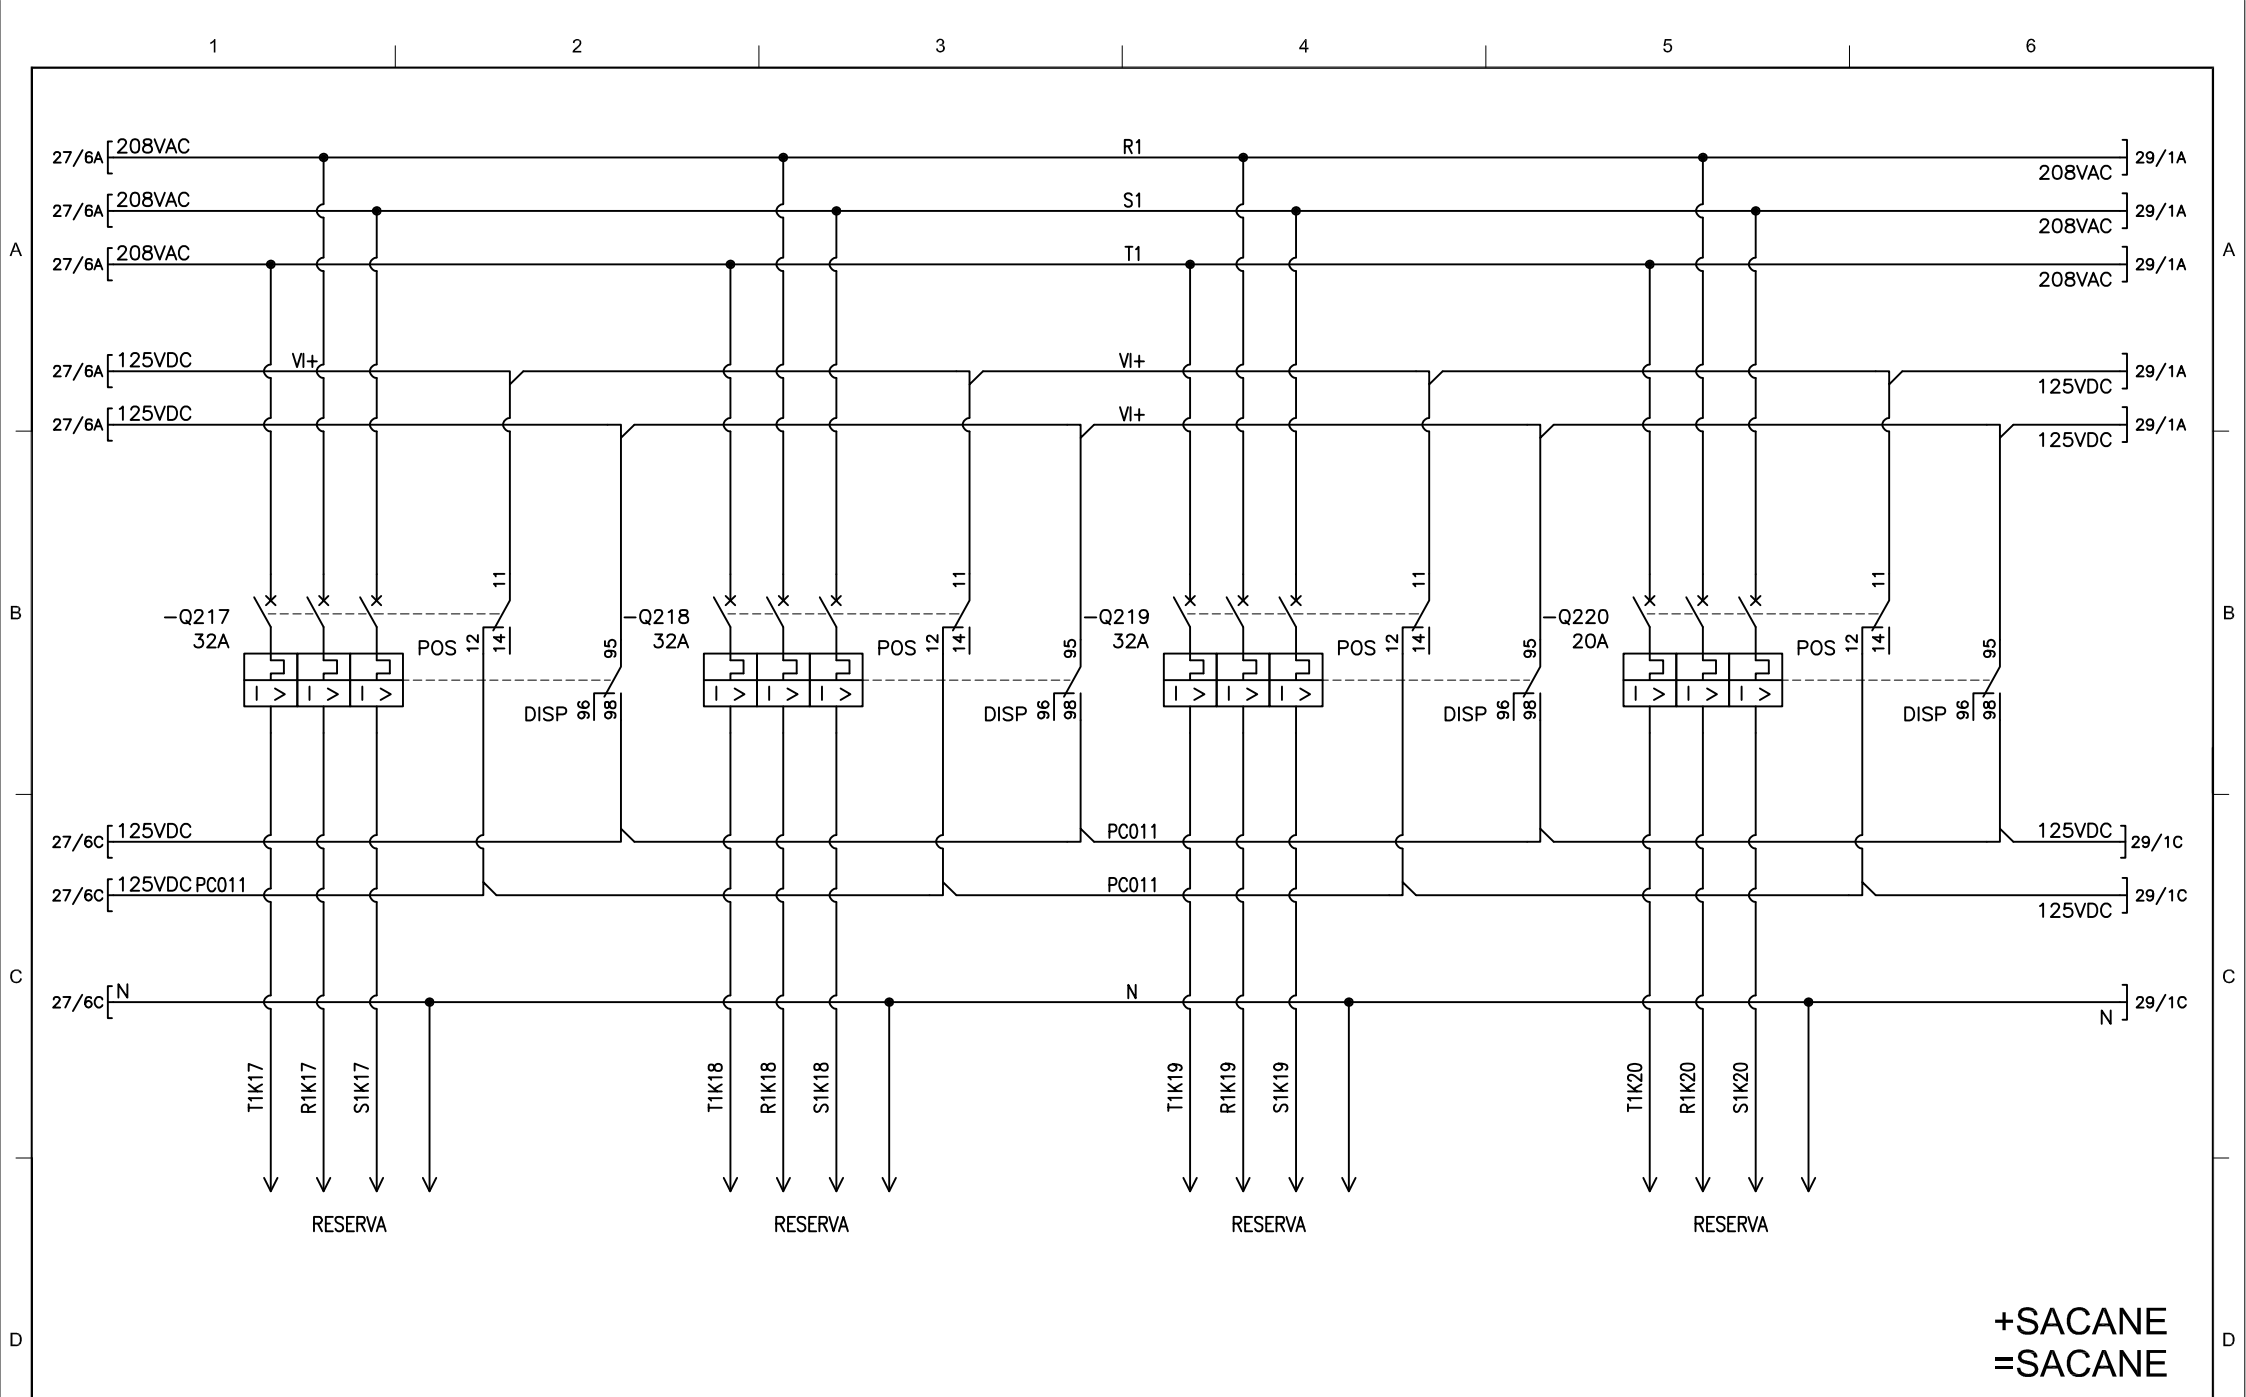 1 2 3 4 5 6
27/6A 208VAC R1 208VAC 29/1A
27/6A 208VAC S1 208VAC 29/1A
A 27/6A 208VAC T1 208VAC 29/1A A
27/6A 125VDC VI+ VI+ 125VDC 29/1A
27/6A 125VDC VI+ 125VDC 29/1A
11 11 11 11
B -Q217 -Q218 -Q219 -Q220 B
32A 32A 32A 20A
POS 12 14 95 POS 12 14 95 POS 12 14 95 POS 12 14 95
I > I > I > I > I > I > I > I > I > I > I > I >
DISP 96 98 DISP 96 98 DISP 96 98 DISP 96 98
27/6C 125VDC PC011 125VDC 29/1C
27/6C 125VDC PC011 PC011 125VDC 29/1C
C C
27/6C N N N 29/1C
T1K17 R1K17 S1K17 T1K18 R1K18 S1K18 T1K19 R1K19 S1K19 T1K20 R1K20 S1K20
RESERVA RESERVA RESERVA RESERVA
+SACANE
D D
=SACANE